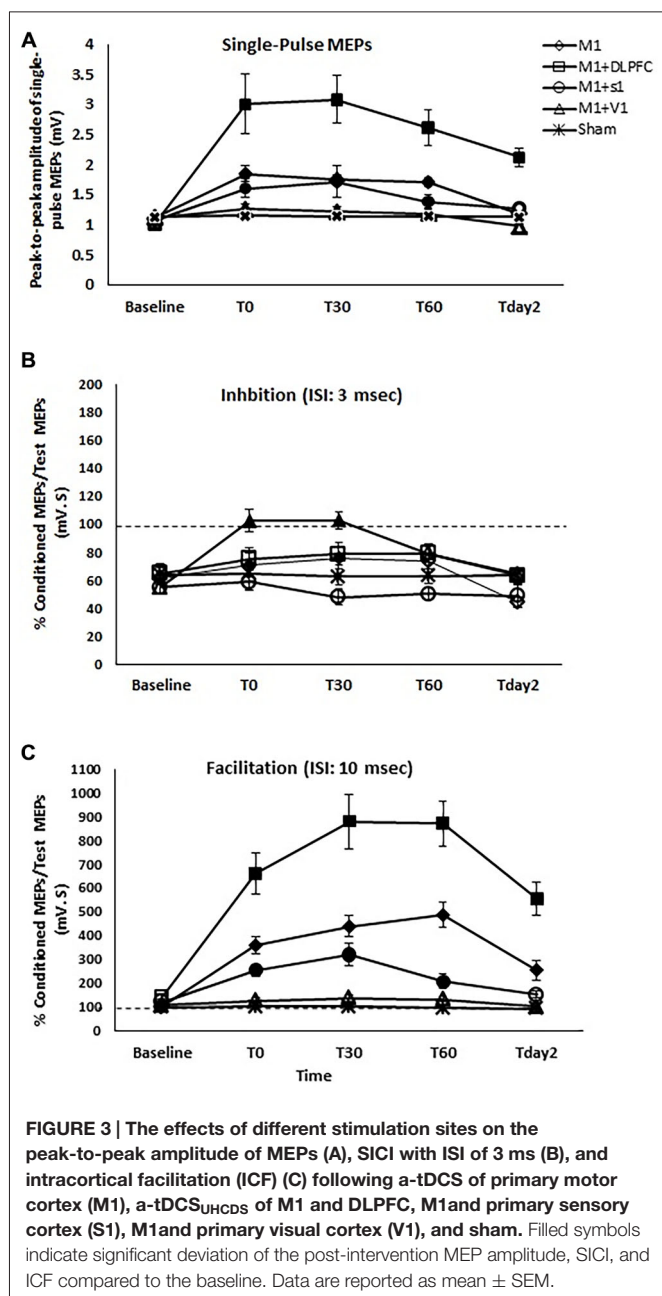 A
Single-Pulse MEPs
M1
M1+DLPFC
M1+s1
M1+V1
Sham
Peak-to-peak amplitude of single-
pulse MEPs (mV)
4
3.5
3
2.5
2
1.5
1
0.5
0
Baseline T0 T30 T60 Tday2
B
Inhbition (ISI: 3 msec)
% Conditioned MEPs/Test MEPs
(mV. S)
200
180
160
140
120
100
80
60
40
20
0
Baseline T0 T30 T60 Tday2
C
Facilitation (ISI: 10 msec)
% Conditioned MEPs/Test MEPs
(mV. S)
1100
1000
900
800
700
600
500
400
300
200
100
0
Baseline T0 T30 T60 Tday2
Time
FIGURE 3 | The effects of different stimulation sites on the
peak-to-peak amplitude of MEPs (A), SICI with ISI of 3 ms (B), and
intracortical facilitation (ICF) (C) following a-tDCS of primary motor
cortex (M1), a-tDCSUHCDS of M1 and DLPFC, M1and primary sensory
cortex (S1), M1and primary visual cortex (V1), and sham. Filled symbols
indicate significant deviation of the post-intervention MEP amplitude, SICI, and
ICF compared to the baseline. Data are reported as mean ± SEM.